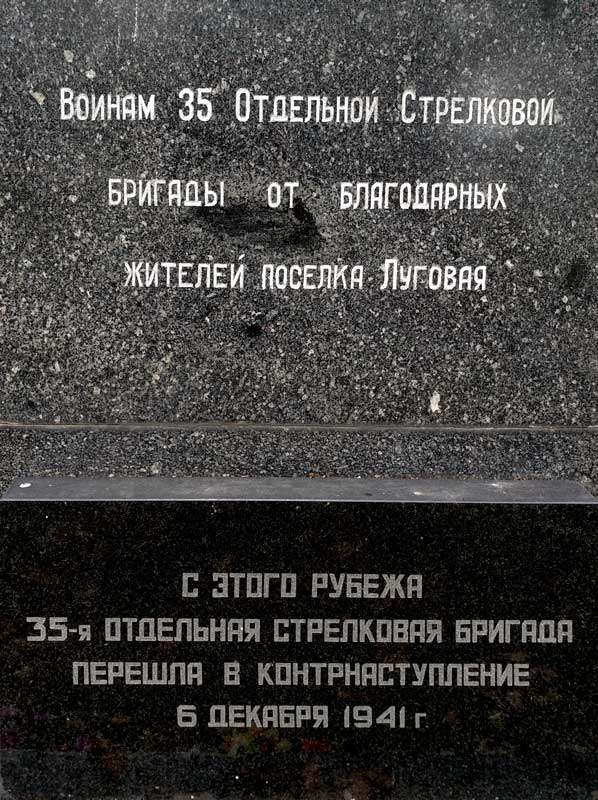 Воинам 35 Отдельной Стрелковой
бригады от благодарных
жителей поселка Луговая
С ЭТОГО РУБЕЖА
35-я ОТДЕЛЬНАЯ СТРЕЛКОВАЯ БРИГАДА
ПЕРЕШЛА В КОНТРНАСТУПЛЕНИЕ
6 ДЕКАБРЯ 1941 г